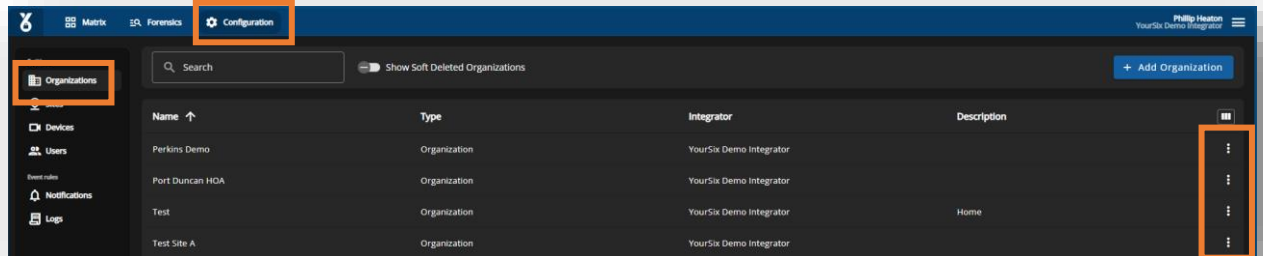 Matrix Forensics Configuration Phillip Heaton
YourSix Demo Integrator
Search Show Soft Deleted Organizations + Add Organization
Organizations
Devices
Users
Event rules
Notifications
Logs
Name Type Integrator Description
Perkins Demo Organization YourSix Demo Integrator
Port Duncan HOA Organization YourSix Demo Integrator
Test Organization YourSix Demo Integrator Home
Test Site A Organization YourSix Demo Integrator